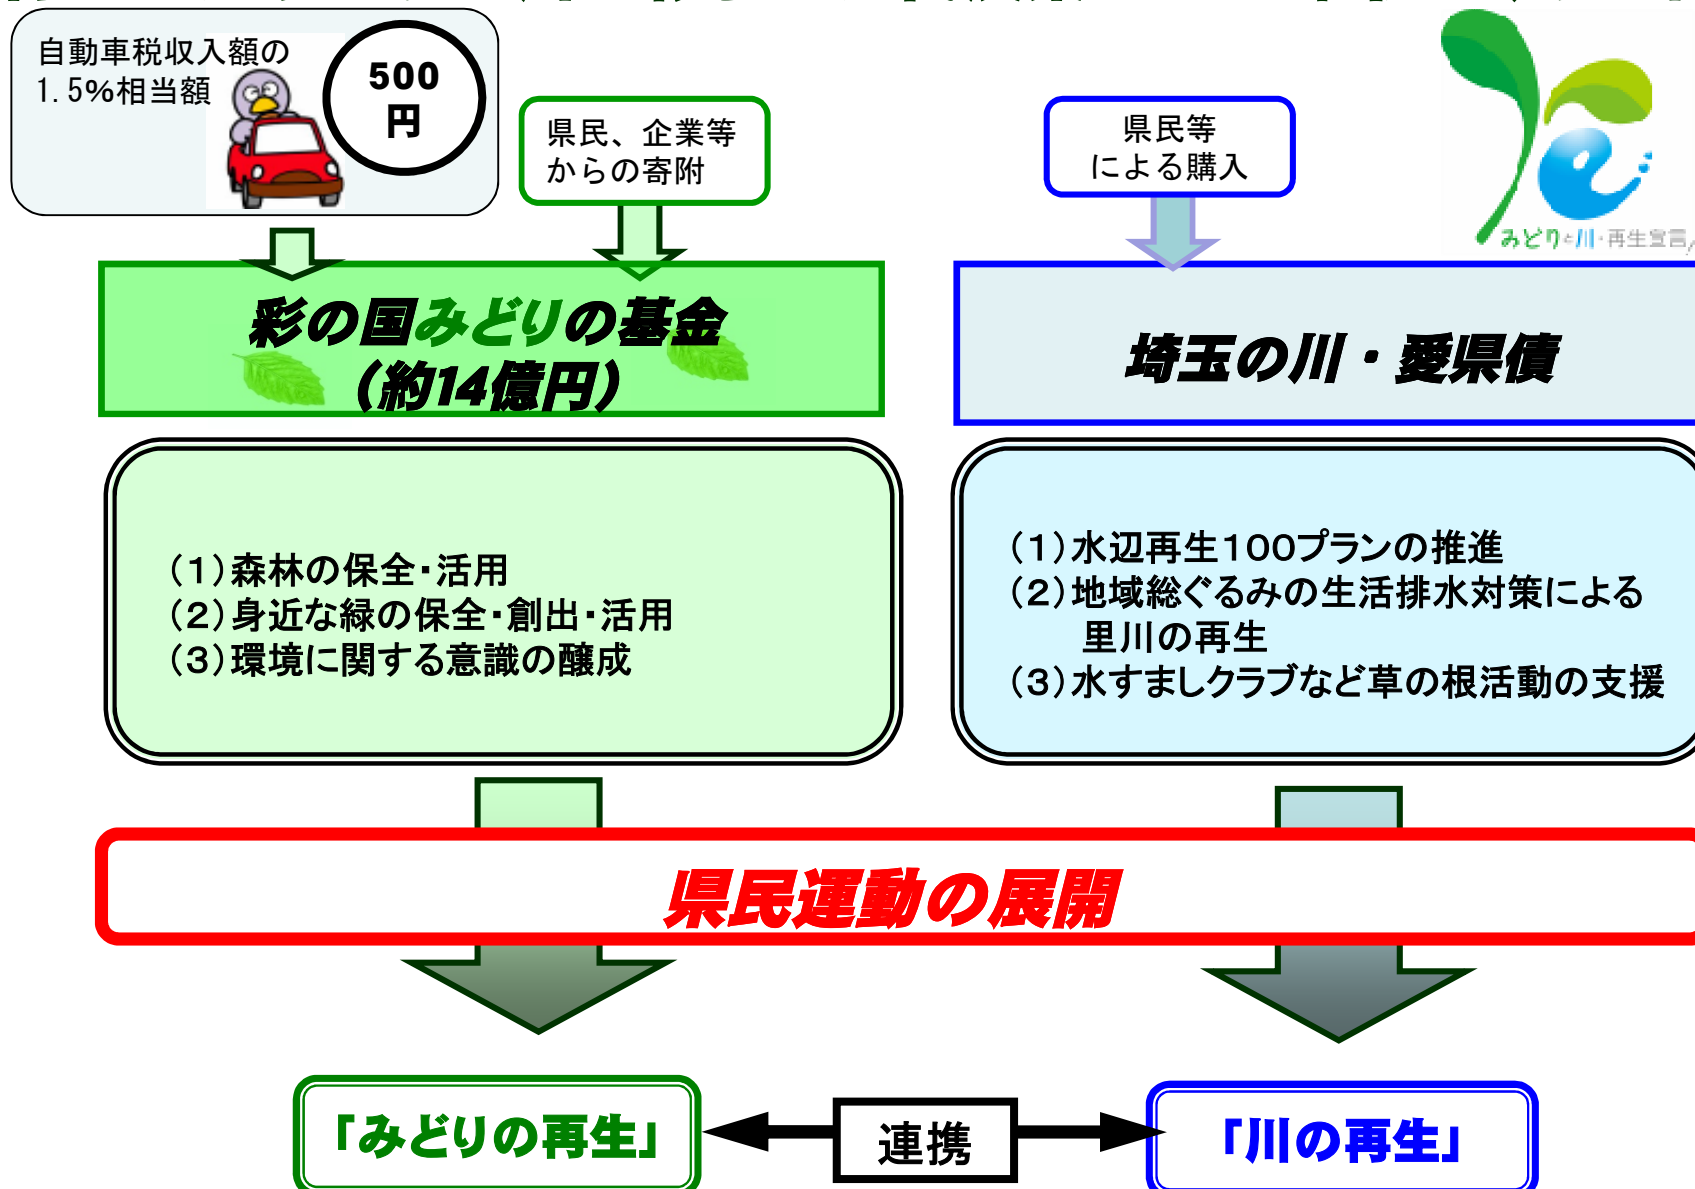 自動車税収入額の
1.5%相当額
500
円
県民、企業等
からの寄附
県民等
による購入
みどりと川・再生宣言
彩の国みどりの基金
（約14億円）
埼玉の川・愛県債
（１）森林の保全・活用
（２）身近な緑の保全・創出・活用
（３）環境に関する意識の醸成
（１）水辺再生１００プランの推進
（２）地域総ぐるみの生活排水対策による
里川の再生
（３）水すましクラブなど草の根活動の支援
県民運動の展開
「みどりの再生」
連携
「川の再生」